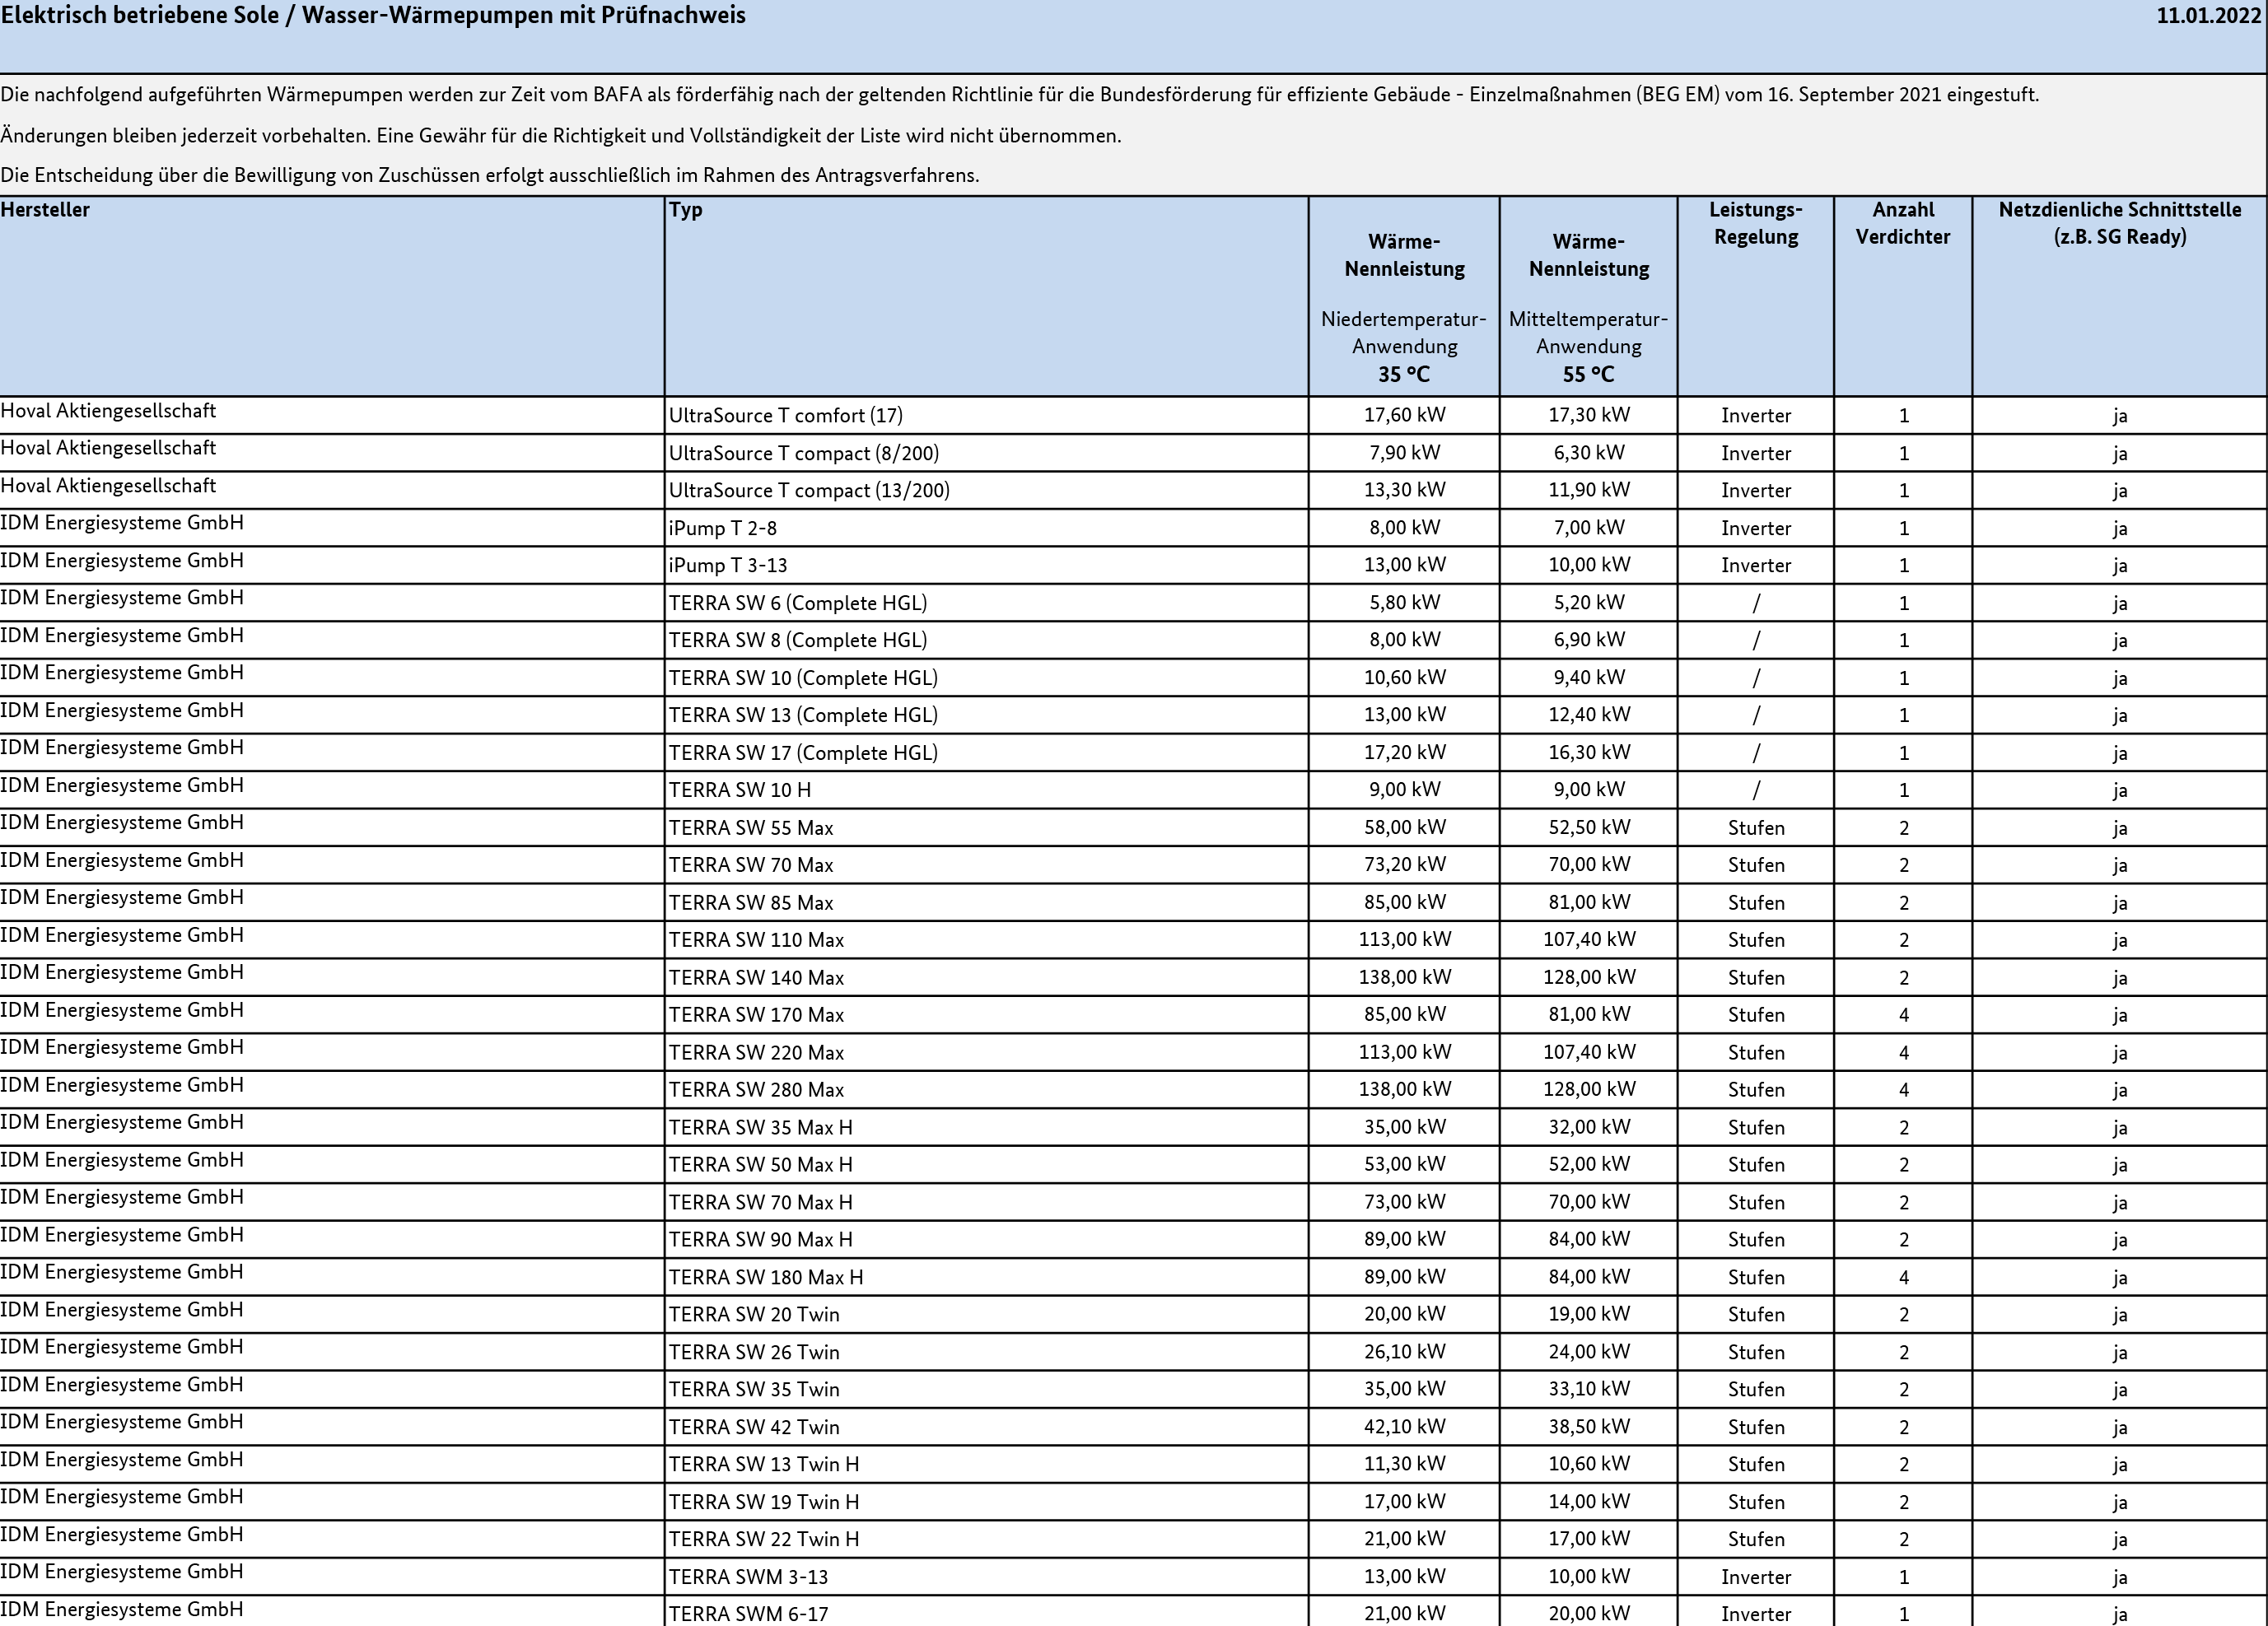 Elektrisch betriebene Sole / Wasser-Wärmepumpen mit Prüfnachweis 11.01.2022
Die nachfolgend aufgeführten Wärmepumpen werden zur Zeit vom BAFA als förderfähig nach der geltenden Richtlinie für die Bundesförderung für effiziente Gebäude - Einzelmaßnahmen (BEG EM) vom 16. September 2021 eingestuft.
Änderungen bleiben jederzeit vorbehalten. Eine Gewähr für die Richtigkeit und Vollständigkeit der Liste wird nicht übernommen.
Die Entscheidung über die Bewilligung von Zuschüssen erfolgt ausschließlich im Rahmen des Antragsverfahrens.
Hersteller
Typ
Wärme-
Nennleistung
Niedertemperatur-
Anwendung
35 °C
Wärme-
Nennleistung
Mitteltemperatur-
Anwendung
55 °C
Leistungs-
Regelung
Anzahl
Verdichter
Netzdienliche Schnittstelle
(z.B. SG Ready)
Hoval Aktiengesellschaft UltraSource T comfort (17) 17,60 kW 17,30 kW Inverter 1 ja
Hoval Aktiengesellschaft UltraSource T compact (8/200) 7,90 kW 6,30 kW Inverter 1 ja
Hoval Aktiengesellschaft UltraSource T compact (13/200) 13,30 kW 11,90 kW Inverter 1 ja
IDM Energiesysteme GmbH iPump T 2-8 8,00 kW 7,00 kW Inverter 1 ja
IDM Energiesysteme GmbH iPump T 3-13 13,00 kW 10,00 kW Inverter 1 ja
IDM Energiesysteme GmbH TERRA SW 6 (Complete HGL) 5,80 kW 5,20 kW / 1 ja
IDM Energiesysteme GmbH TERRA SW 8 (Complete HGL) 8,00 kW 6,90 kW / 1 ja
IDM Energiesysteme GmbH TERRA SW 10 (Complete HGL) 10,60 kW 9,40 kW / 1 ja
IDM Energiesysteme GmbH TERRA SW 13 (Complete HGL) 13,00 kW 12,40 kW / 1 ja
IDM Energiesysteme GmbH TERRA SW 17 (Complete HGL) 17,20 kW 16,30 kW / 1 ja
IDM Energiesysteme GmbH TERRA SW 10 H 9,00 kW 9,00 kW / 1 ja
IDM Energiesysteme GmbH TERRA SW 55 Max 58,00 kW 52,50 kW Stufen 2 ja
IDM Energiesysteme GmbH TERRA SW 70 Max 73,20 kW 70,00 kW Stufen 2 ja
IDM Energiesysteme GmbH TERRA SW 85 Max 85,00 kW 81,00 kW Stufen 2 ja
IDM Energiesysteme GmbH TERRA SW 110 Max 113,00 kW 107,40 kW Stufen 2 ja
IDM Energiesysteme GmbH TERRA SW 140 Max 138,00 kW 128,00 kW Stufen 2 ja
IDM Energiesysteme GmbH TERRA SW 170 Max 85,00 kW 81,00 kW Stufen 4 ja
IDM Energiesysteme GmbH TERRA SW 220 Max 113,00 kW 107,40 kW Stufen 4 ja
IDM Energiesysteme GmbH TERRA SW 280 Max 138,00 kW 128,00 kW Stufen 4 ja
IDM Energiesysteme GmbH TERRA SW 35 Max H 35,00 kW 32,00 kW Stufen 2 ja
IDM Energiesysteme GmbH TERRA SW 50 Max H 53,00 kW 52,00 kW Stufen 2 ja
IDM Energiesysteme GmbH TERRA SW 70 Max H 73,00 kW 70,00 kW Stufen 2 ja
IDM Energiesysteme GmbH TERRA SW 90 Max H 89,00 kW 84,00 kW Stufen 2 ja
IDM Energiesysteme GmbH TERRA SW 180 Max H 89,00 kW 84,00 kW Stufen 4 ja
IDM Energiesysteme GmbH TERRA SW 20 Twin 20,00 kW 19,00 kW Stufen 2 ja
IDM Energiesysteme GmbH TERRA SW 26 Twin 26,10 kW 24,00 kW Stufen 2 ja
IDM Energiesysteme GmbH TERRA SW 35 Twin 35,00 kW 33,10 kW Stufen 2 ja
IDM Energiesysteme GmbH TERRA SW 42 Twin 42,10 kW 38,50 kW Stufen 2 ja
IDM Energiesysteme GmbH TERRA SW 13 Twin H 11,30 kW 10,60 kW Stufen 2 ja
IDM Energiesysteme GmbH TERRA SW 19 Twin H 17,00 kW 14,00 kW Stufen 2 ja
IDM Energiesysteme GmbH TERRA SW 22 Twin H 21,00 kW 17,00 kW Stufen 2 ja
IDM Energiesysteme GmbH TERRA SWM 3-13 13,00 kW 10,00 kW Inverter 1 ja
IDM Energiesysteme GmbH TERRA SWM 6-17 21,00 kW 20,00 kW Inverter 1 ja